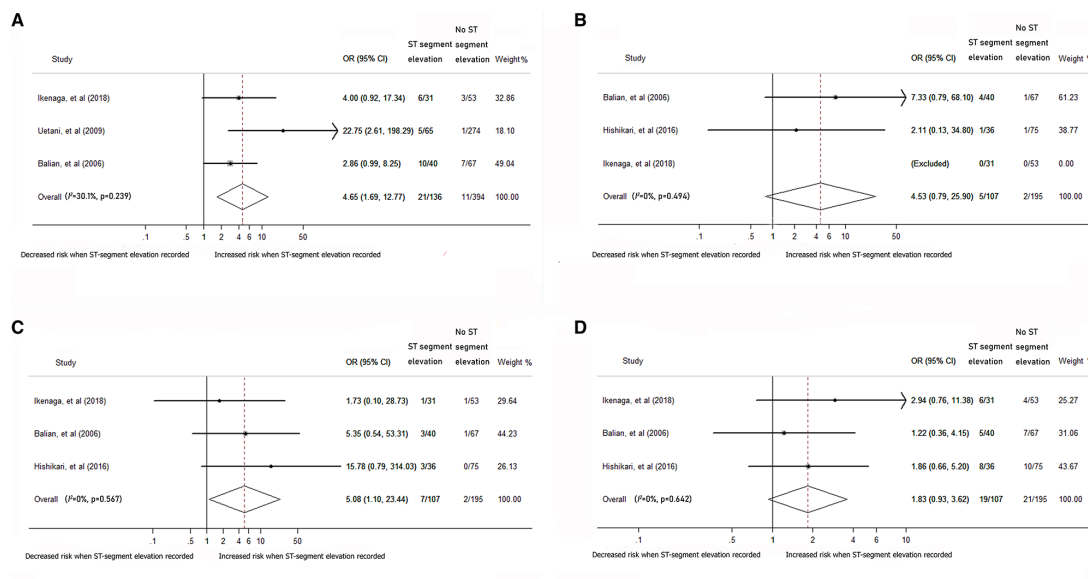 A
No ST
ST segment segment
Study OR (95% CI) elevation elevation Weight%
Ikenaga, et al (2018) 4.00 (0.92, 17.34) 6/31 3/53 32.86
Uetani, et al (2009) 22.75 (2.61, 198.29) 5/65 1/274 18.10
Balian, et al (2006) 2.86 (0.99, 8.25) 10/40 7/67 49.04
Overall (I²=30.1%, p=0.239) 4.65 (1.69, 12.77) 21/136 11/394 100.00
.1 .5 1 2 4 6 10 50
Decreased risk when ST-segment elevation recorded Increased risk when ST-segment elevation recorded
B
No ST
ST segment segment
Study OR (95% CI) elevation elevation Weight %
Balian, et al (2006) 7.33 (0.79, 68.10) 4/40 1/67 61.23
Hishikari, et al (2016) 2.11 (0.13, 34.80) 1/36 1/75 38.77
Ikenaga, et al (2018) (Excluded) 0/31 0/53 0.00
Overall (I²=0%, p=0.494) 4.53 (0.79, 25.90) 5/107 2/195 100.00
.1 .5 1 2 4 6 10 50
Decreased risk when ST-segment elevation recorded Increased risk when ST-segment elevation recorded
C
No ST
ST segment segment
Study OR (95% CI) elevation elevation Weight %
Ikenaga, et al (2018) 1.73 (0.10, 28.73) 1/31 1/53 29.64
Balian, et al (2006) 5.35 (0.54, 53.31) 3/40 1/67 44.23
Hishikari, et al (2016) 15.78 (0.79, 314.03) 3/36 0/75 26.13
Overall (I²=0%, p=0.567) 5.08 (1.10, 23.44) 7/107 2/195 100.00
.1 .5 1 2 4 6 10 50
Decreased risk when ST-segment elevation recorded Increased risk when ST-segment elevation recorded
D
No ST
ST segment segment
Study OR (95% CI) elevation elevation Weight %
Ikenaga, et al (2018) 2.94 (0.76, 11.38) 6/31 4/53 25.27
Balian, et al (2006) 1.22 (0.36, 4.15) 5/40 7/67 31.06
Hishikari, et al (2016) 1.86 (0.66, 5.20) 8/36 10/75 43.67
Overall (I²=0%, p=0.642) 1.83 (0.93, 3.62) 19/107 21/195 100.00
.1 .5 1 2 4 6 10
Decreased risk when ST-segment elevation recorded Increased risk when ST-segment elevation recorded